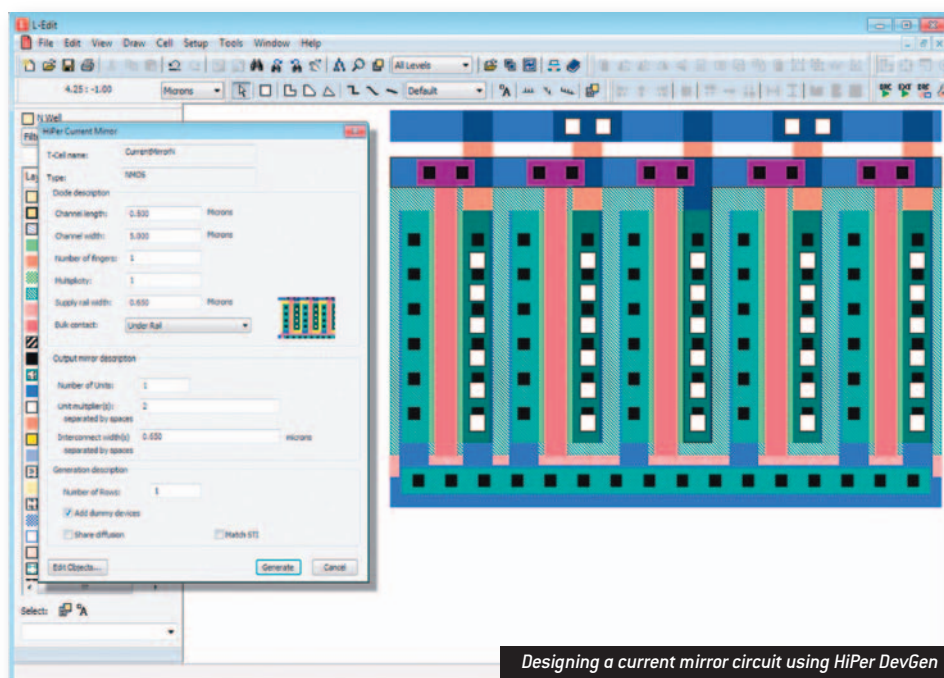 L-Edit
File Edit View Draw Cell Setup Tools Window Help
All Levels
4.25 : -1.00
Microns
Default
N Well
HiPer Current Mirror
T-Cell name:
Type: NMOS
Diode description
Channel length: 0.500 Microns
Channel width: 5.000 Microns
Number of fingers: 1
Multiplicity: 1
Supply rail width: 0.650 Microns
Bulk contact: Under Rail
Output mirror description
Number of Units: 1
Unit multiplier(s): 2
separated by spaces
Interconnect width(s) 0.650 microns
separated by spaces
Generation description
Number of Rows:
Add dummy devices
Share diffusion
Match STI
Edit Objects...
Generate
Cancel
Select:
Designing a current mirror circuit using HiPer DevGen